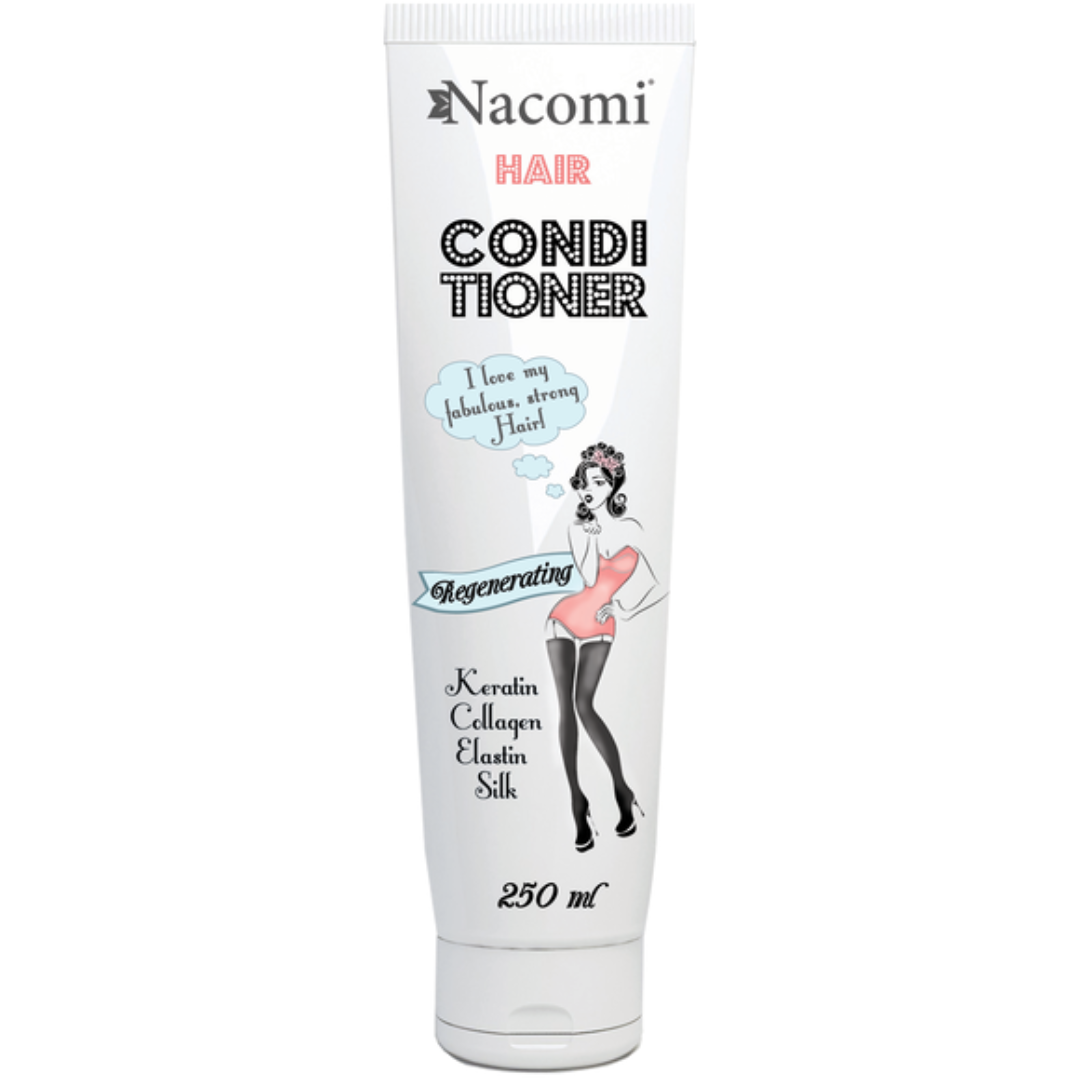 Nacomi®
HAIR
CONDI
TIONER
I love my
fabulous, strong
Hair!
Regenerating
Keratin
Collagen
Elastin
Silk
250 ml